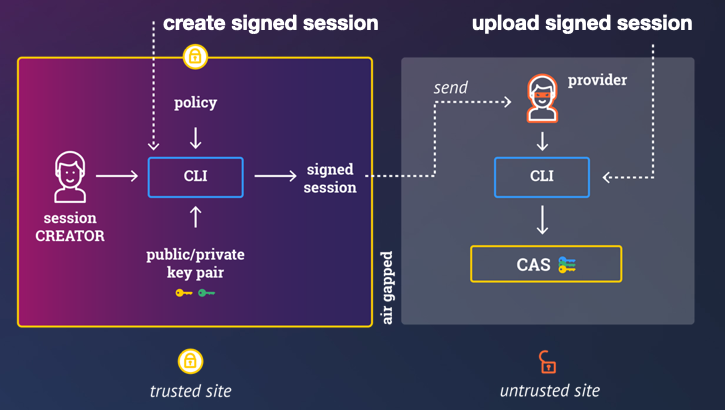 create signed session
upload signed session
policy
send
provider
CLI
signed
session
CLI
session
CREATOR
public/private
key pair
air gapped
CAS
trusted site
untrusted site